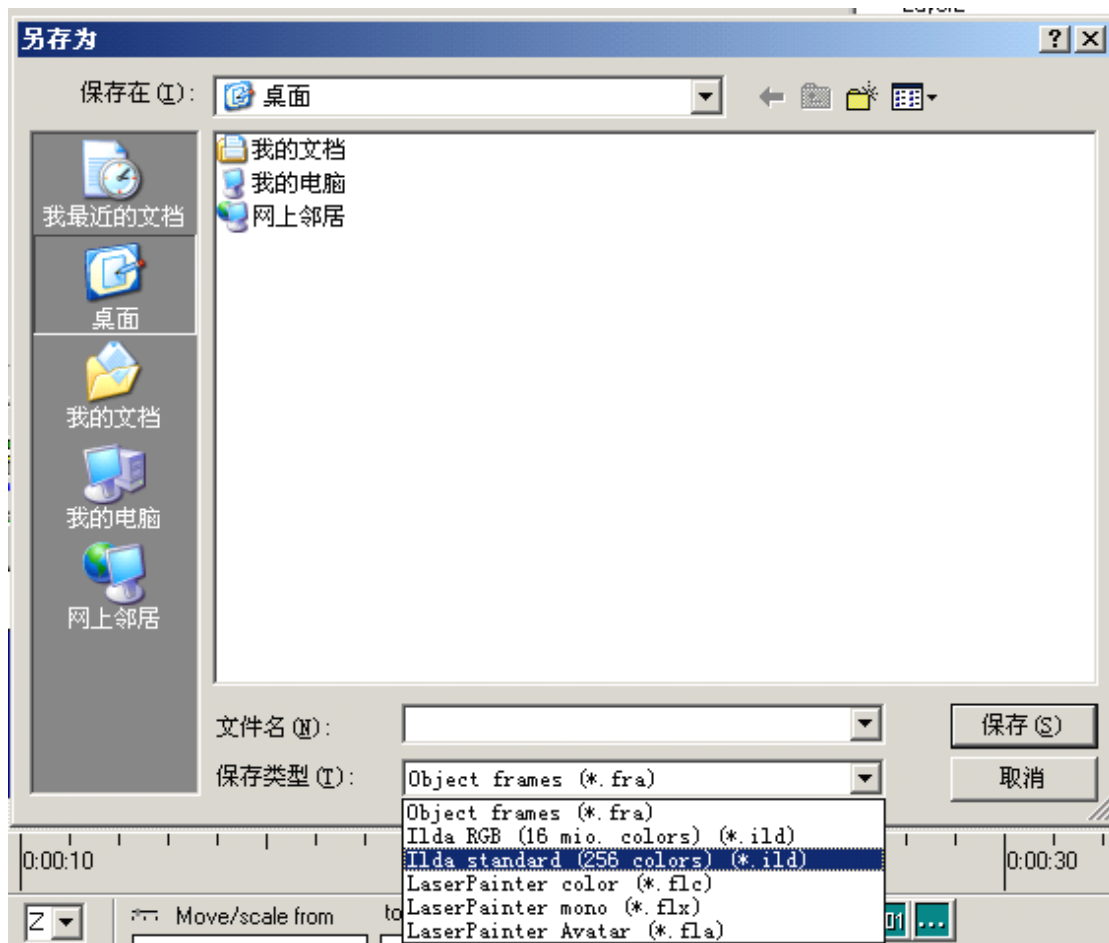 另存为
保存在(I):
桌面
我的文档
我的电脑
网上邻居
我最近的文档
桌面
我的文档
我的电脑
网上邻居
文件名(N):
保存(S)
保存类型(T):
Object frames (*.fra)
取消
Object frames (*.fra)
Ilda RGB (16 mio. colors) (*.ild)
Ilda standard (256 colors) (*.ild)
LaserPainter color (*.flc)
LaserPainter mono (*.flx)
LaserPainter Avatar (*.fla)
0:00:10
0:00:30
Z
Move/scale from
to
01
...